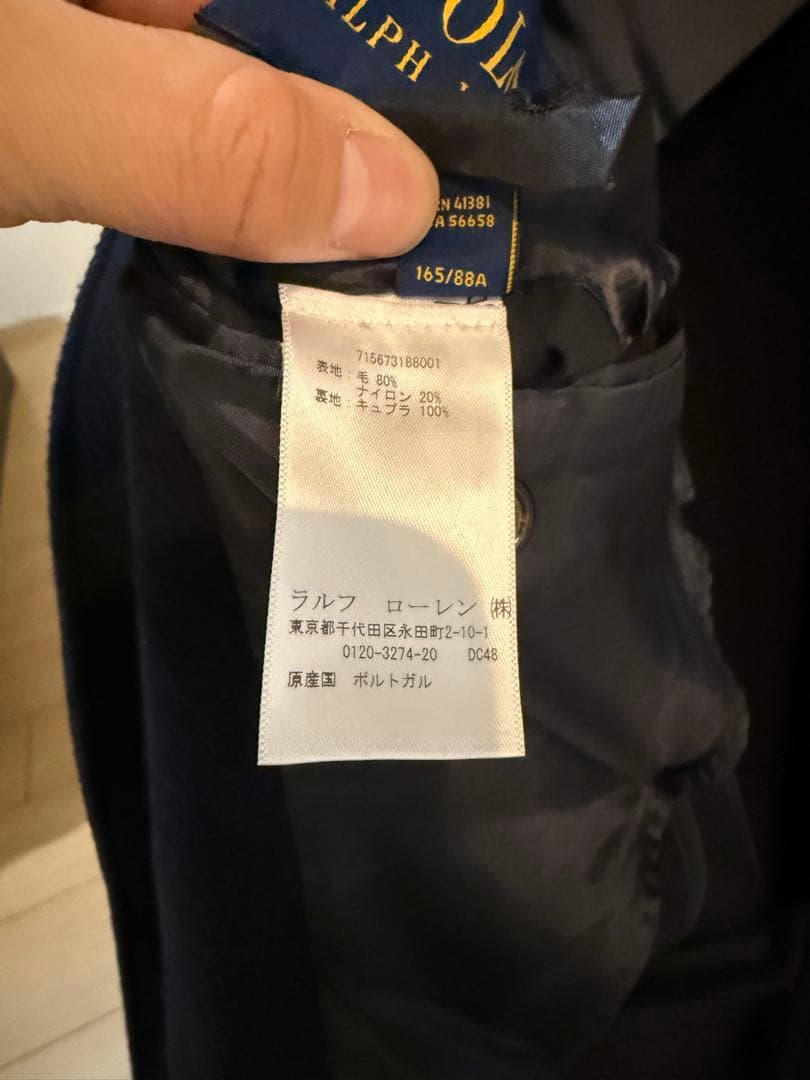 POL
RALPH L
RN 41381
CA 56658
165/88A
715673188001
表地：毛 80%
ナイロン 20%
裏地：キュプラ 100%
ラルフ ローレン ㈱
東京都千代田区永田町2-10-1
0120-3274-20 DC48
原産国 ポルトガル